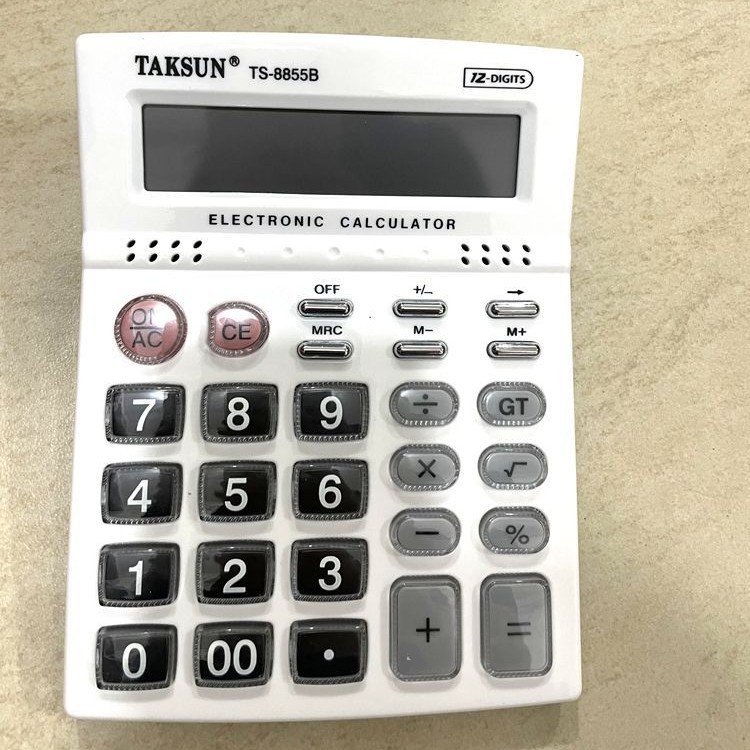 TAKSUN® TS-8855B 12-DIGITS
ELECTRONIC CALCULATOR
OFF +/− →
MRC M− M+
ON
AC
CE
7 8 9 ÷ GT
4 5 6 × √
1 2 3 − %
0 00 . + =